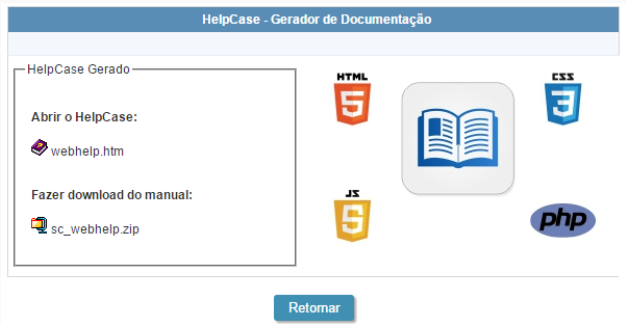 HelpCase - Gerador de Documentação
HelpCase Gerado
Abrir o HelpCase:
webhelp.htm
Fazer download do manual:
sc_webhelp.zip
HTML
5
CSS
3
JS
5
php
Retornar